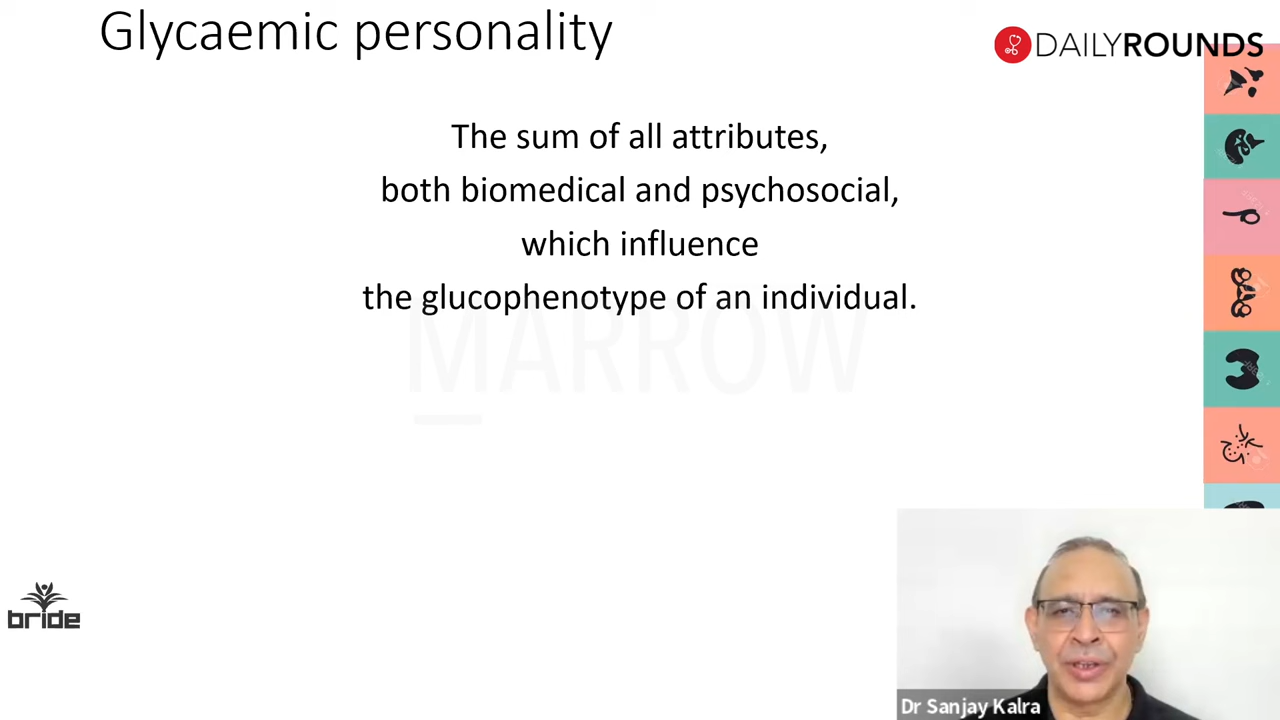 Glycaemic personality
DAILYROUNDS
The sum of all attributes,
both biomedical and psychosocial,
which influence
the glucophenotype of an individual.
MARROW
bride
Dr Sanjay Kalra